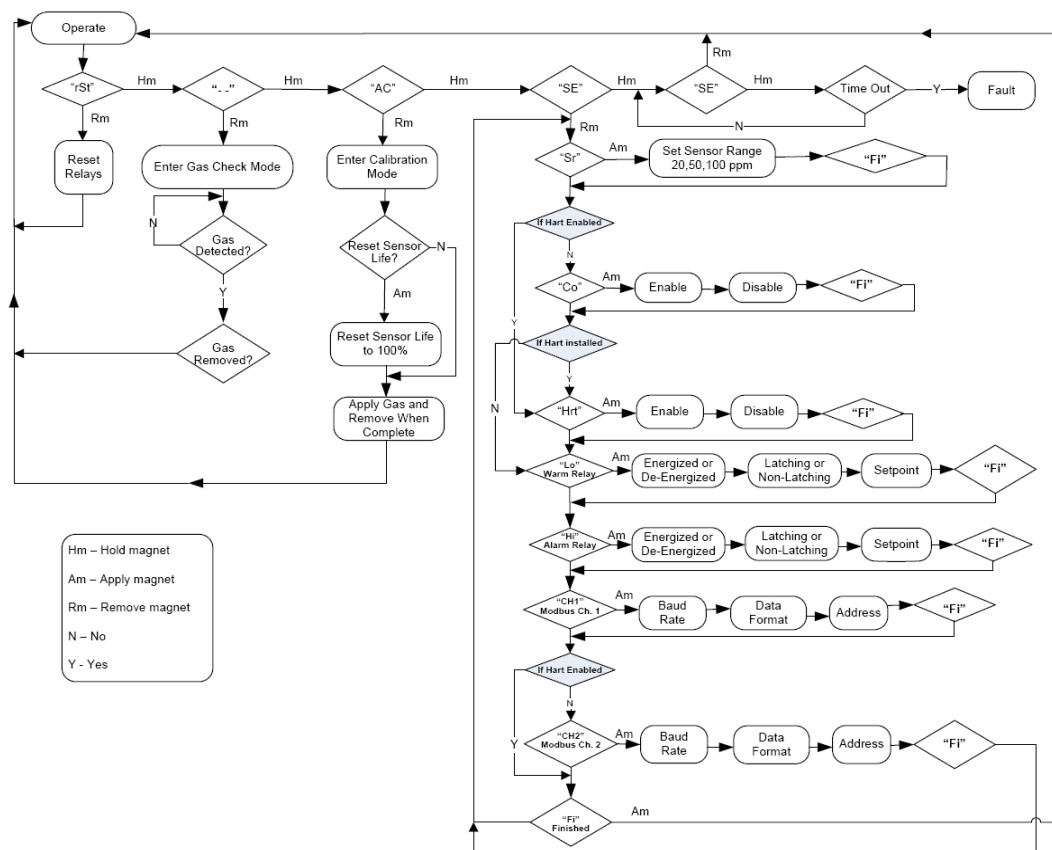 Operate
Rm
"rSt"
Hm
"- -"
Hm
"AC"
Hm
"SE"
Hm
"SE"
Hm
Time Out
Y
Fault
Rm
Rm
Rm
Rm
N
Reset
Relays
Enter Gas Check Mode
Enter Calibration
Mode
"Sr"
Am
Set Sensor Range
20,50,100 ppm
"Fi"
N
Gas
Detected?
Reset Sensor
Life?
N
If Hart Enabled
N
Y
Am
"Co"
Am
Enable
Disable
"Fi"
Gas
Removed?
Reset Sensor Life
to 100%
Y
If Hart installed
Y
Apply Gas and
Remove When
Complete
N
"Hrt"
Am
Enable
Disable
"Fi"
"Lo"
Warm Relay
Am
Energized or
De-Energized
Latching or
Non-Latching
Setpoint
"Fi"
"Hi"
Alarm Relay
Am
Energized or
De-Energized
Latching or
Non-Latching
Setpoint
"Fi"
Hm – Hold magnet
Am – Apply magnet
Rm – Remove magnet
N – No
Y - Yes
"CH1"
Modbus Ch. 1
Am
Baud
Rate
Data
Format
Address
"Fi"
If Hart Enabled
N
Y
"CH2"
Modbus Ch. 2
Am
Baud
Rate
Data
Format
Address
"Fi"
"Fi"
Finished
Am